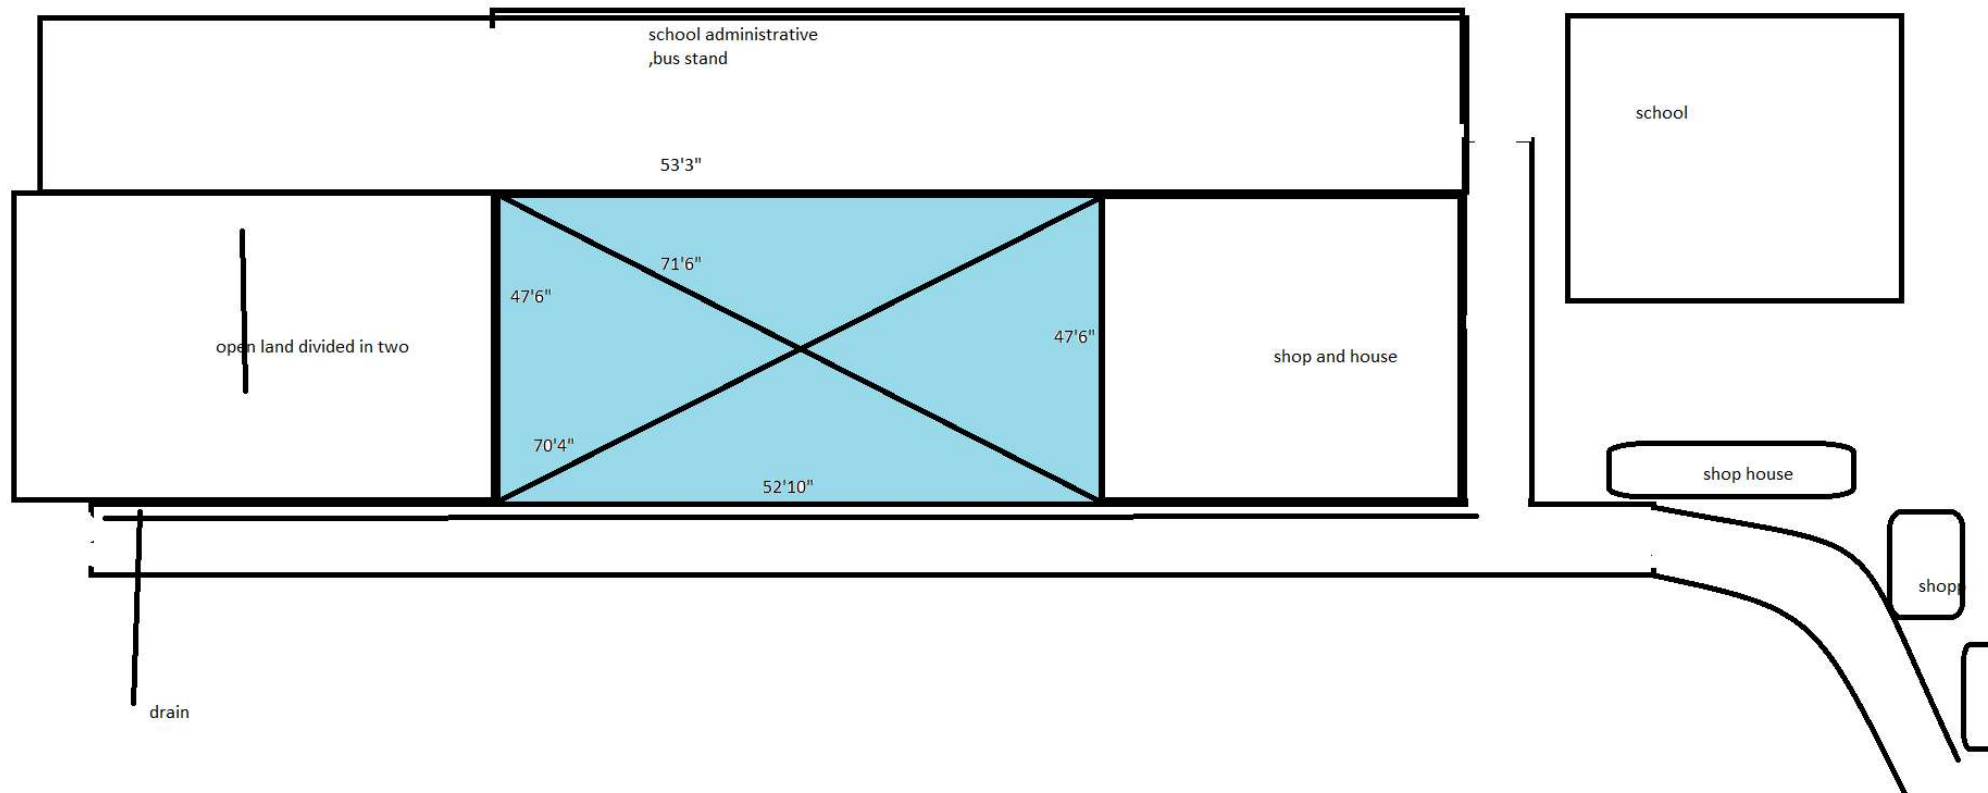 school administrative
,bus stand
school
53'3"
71'6"
47'6"
47'6"
open land divided in two
shop and house
70'4"
52'10"
shop house
shopp
drain